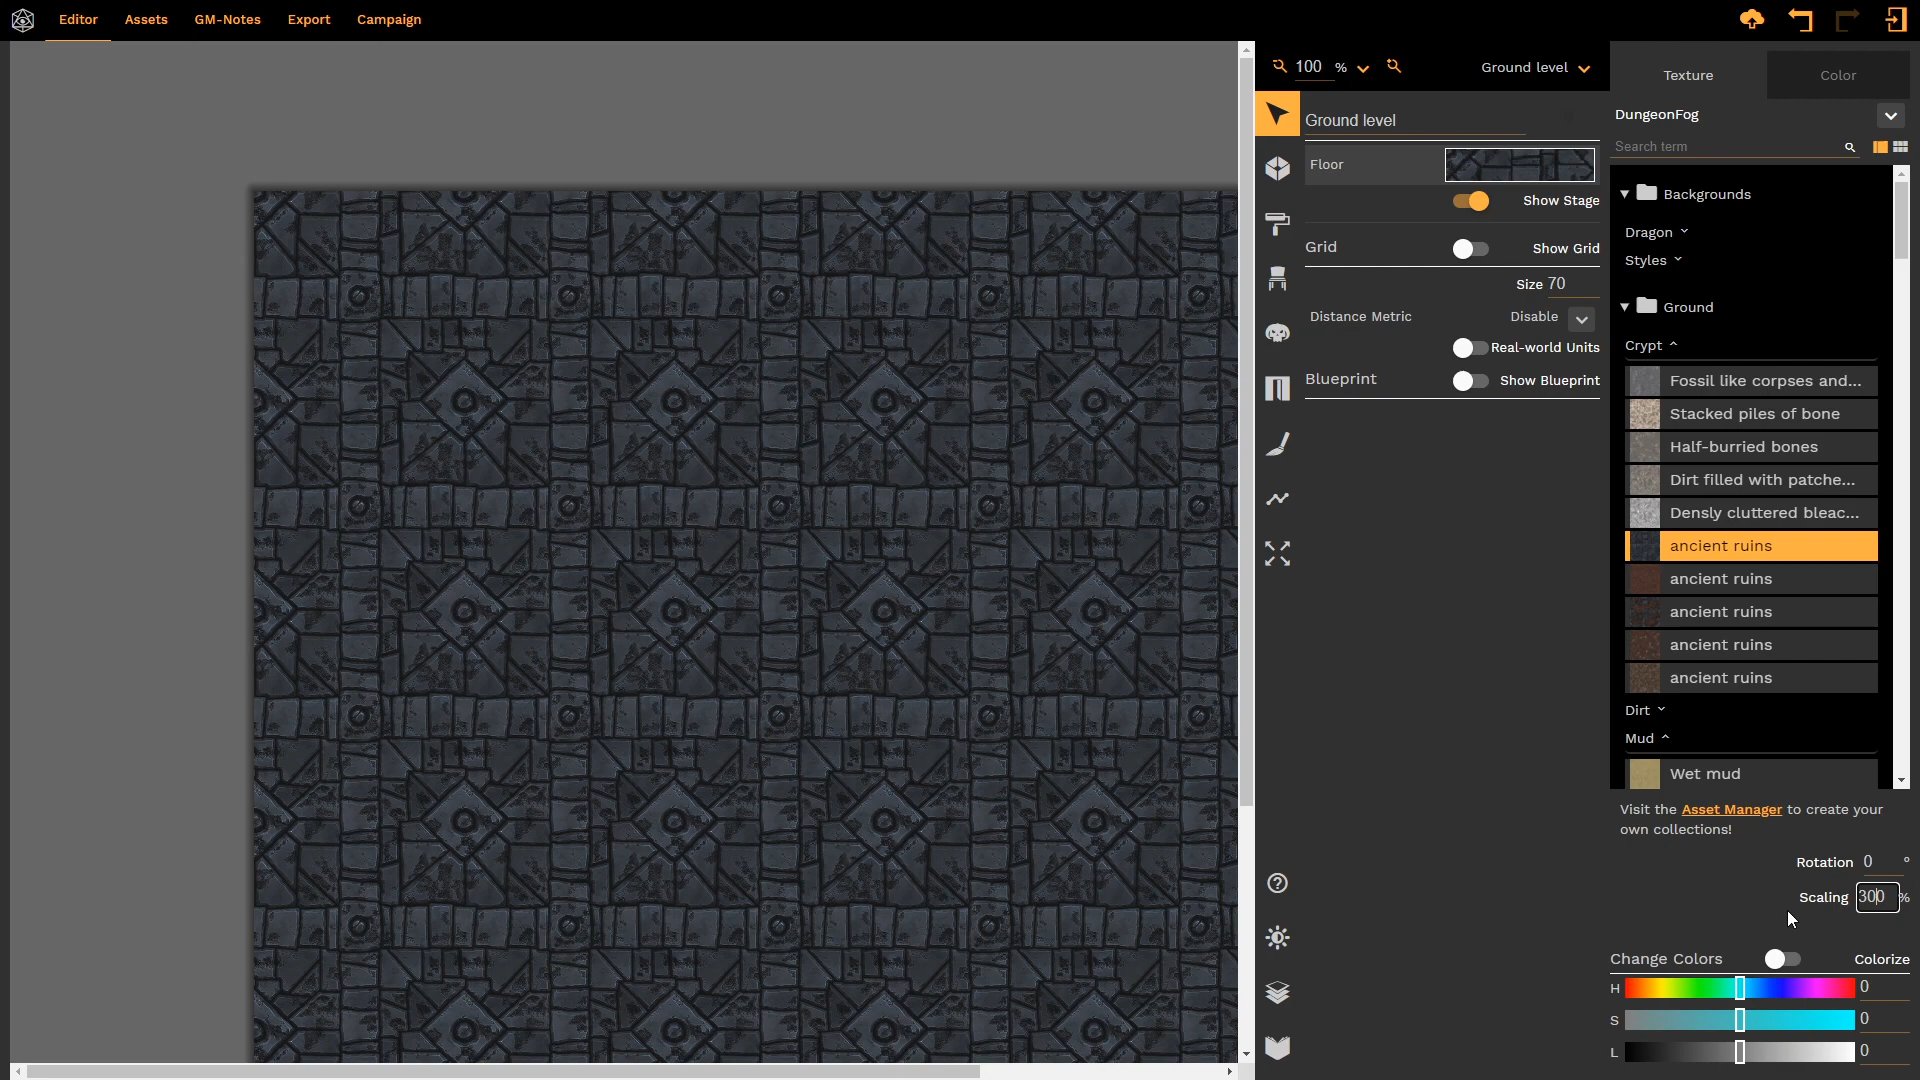 Editor
Assets
GM-Notes
Export
Campaign
100 %
Ground level
Texture
Color
Ground level
Floor
Show Stage
Grid
Show Grid
Size 70
Distance Metric
Disable
Real-world Units
Blueprint
Show Blueprint
DungeonFog
Search term
Backgrounds
Dragon
Styles
Ground
Crypt
Fossil like corpses and...
Stacked piles of bone
Half-burried bones
Dirt filled with patche...
Densly cluttered bleac...
ancient ruins
ancient ruins
ancient ruins
ancient ruins
ancient ruins
Dirt
Mud
Wet mud
Visit the Asset Manager to create your
own collections!
Rotation 0 °
Scaling 300 %
Change Colors
Colorize
H 0
S 0
L 0